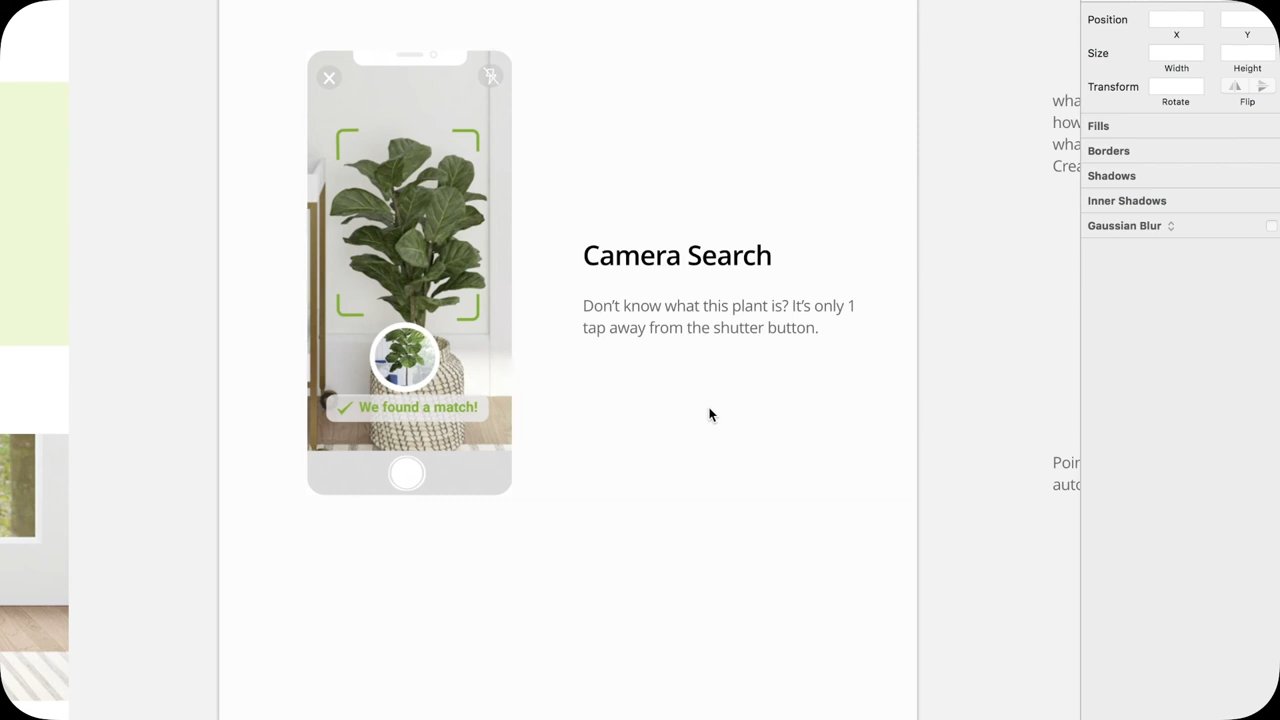 Position
X
Y
Size
Width
Height
Transform
Rotate
Flip
Fills
Borders
Shadows
Inner Shadows
Gaussian Blur
Camera Search
Don’t know what this plant is? It’s only 1
tap away from the shutter button.
We found a match!
how